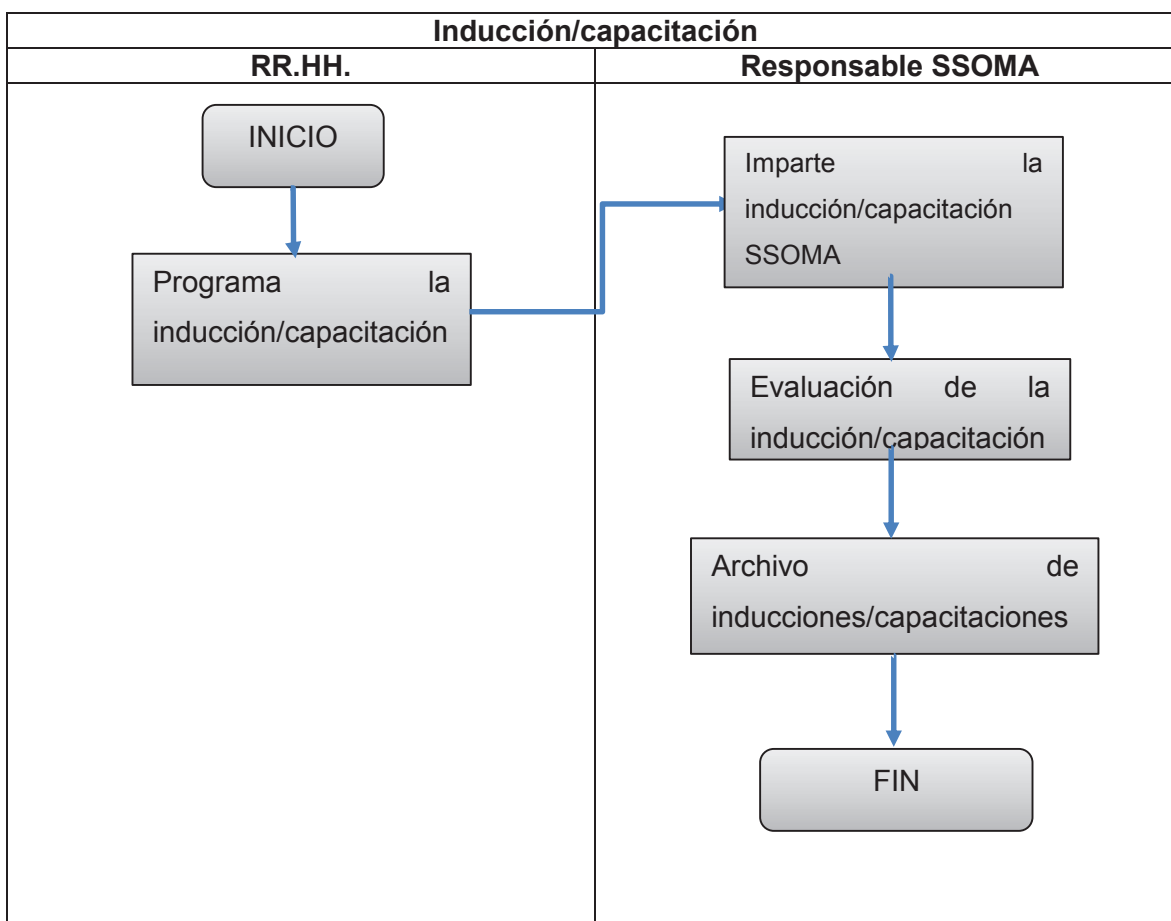 Inducción/capacitación
RR.HH.
Responsable SSOMA
INICIO
Programa la
inducción/capacitación
Imparte la
inducción/capacitación
SSOMA
Evaluación de la
inducción/capacitación
Archivo de
inducciones/capacitaciones
FIN